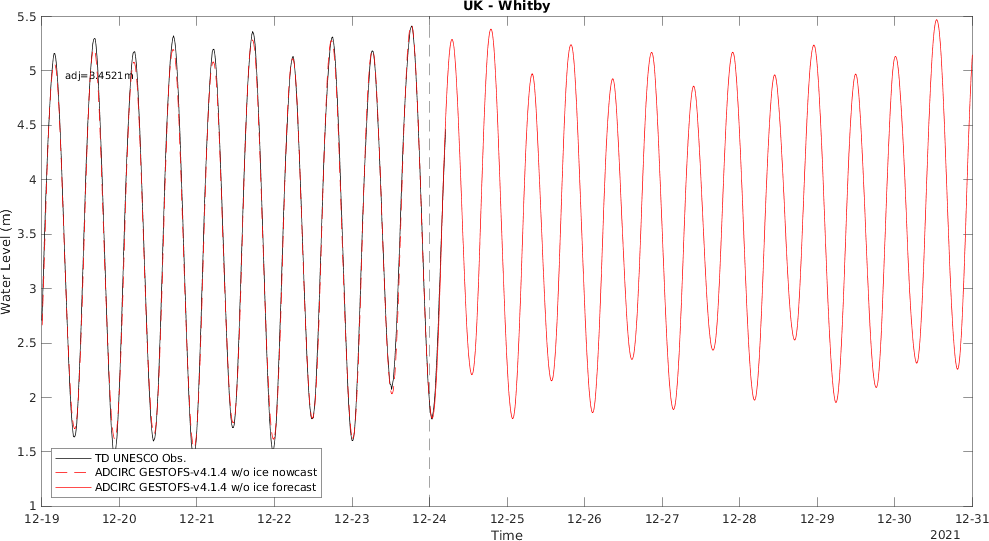 UK - Whitby
5.5
5
4.5
4
3.5
3
2.5
2
1.5
1
Water Level (m)
adj=3.4521m
TD UNESCO Obs.
ADCIRC GESTOFS-v4.1.4 w/o ice nowcast
ADCIRC GESTOFS-v4.1.4 w/o ice forecast
12-19 12-20 12-21 12-22 12-23 12-24 12-25 12-26 12-27 12-28 12-29 12-30 12-31
Time
2021